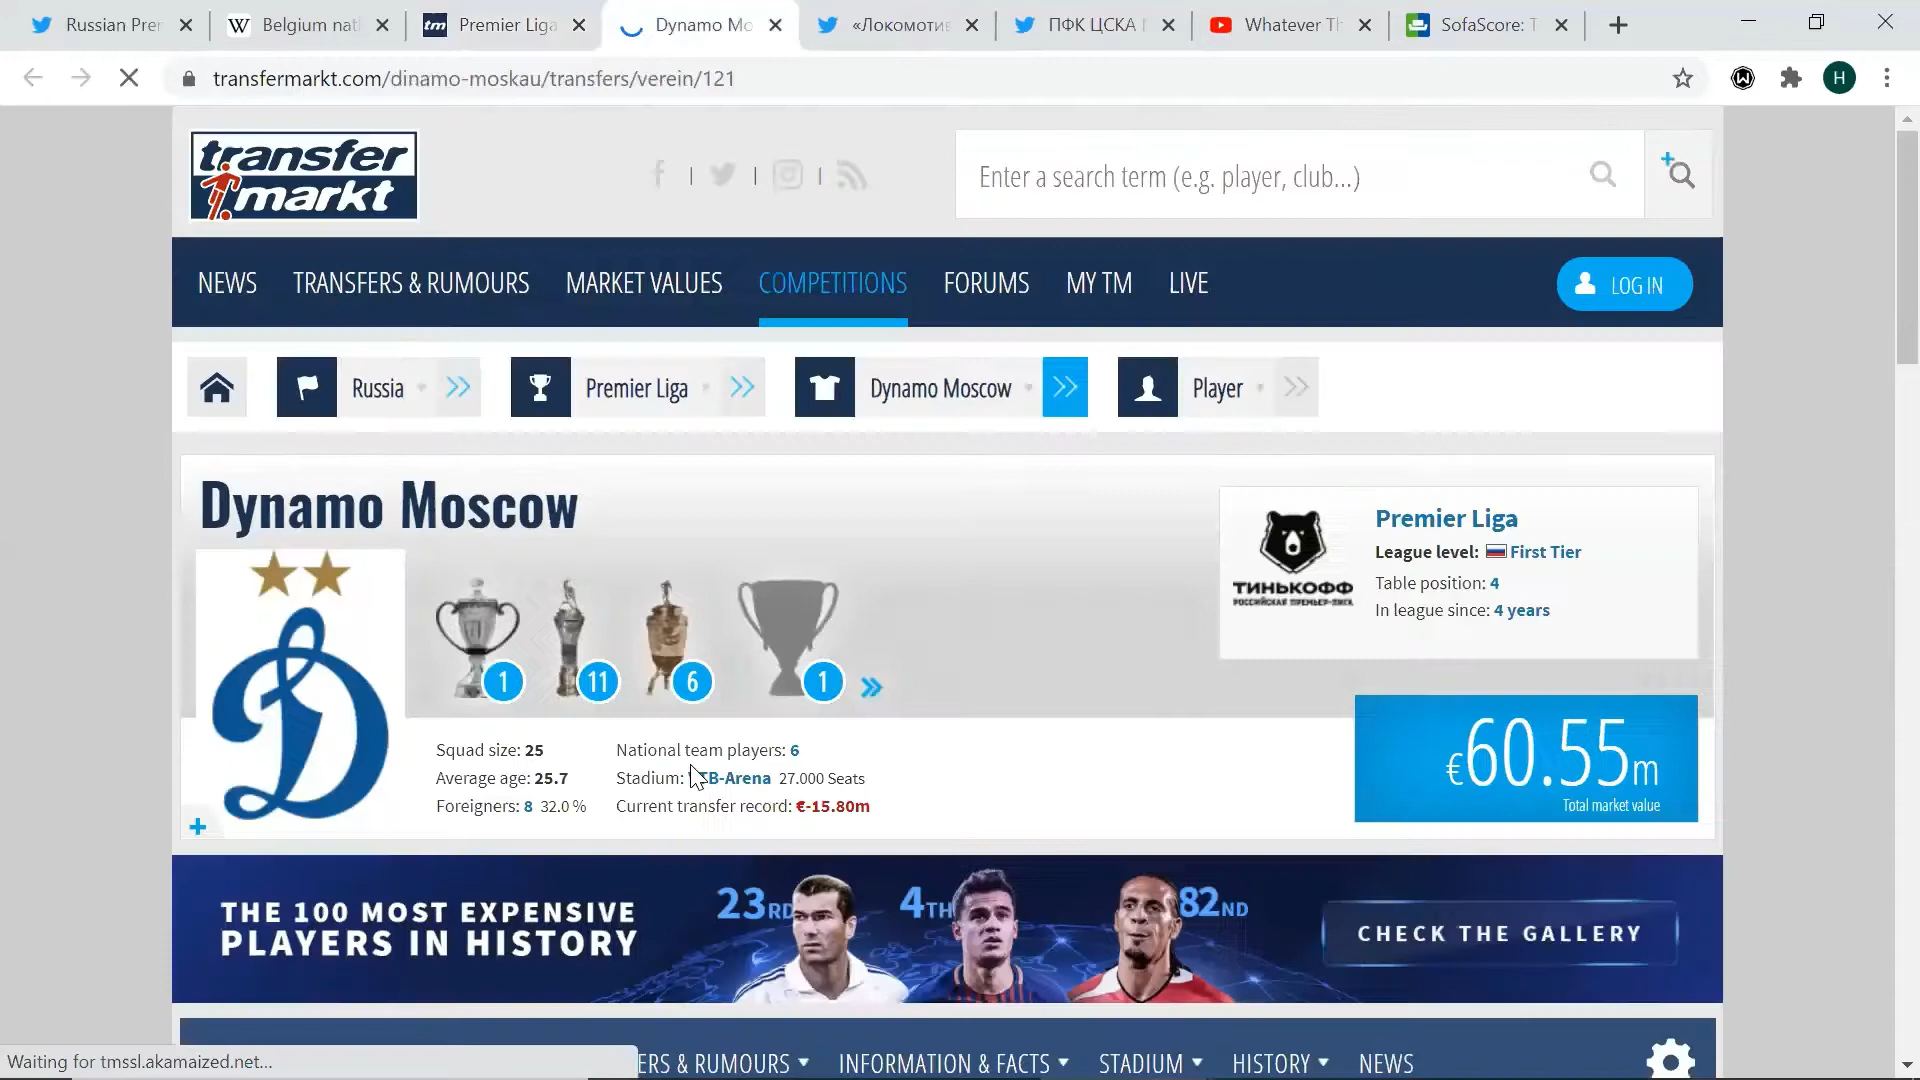 Russian Prer
Belgium nati
Premier Liga
Dynamo Mo
«Локомотив
ПФК ЦСКА
Whatever Th
SofaScore: T
transfermarkt.com/dinamo-moskau/transfers/verein/121
H
transfer
markt
Enter a search term (e.g. player, club...)
NEWS TRANSFERS & RUMOURS MARKET VALUES COMPETITIONS FORUMS MY TM LIVE LOG IN
Russia Premier Liga Dynamo Moscow Player
Dynamo Moscow
Premier Liga
League level: First Tier
Table position: 4
In league since: 4 years
ТИНЬКОФФ
РОССИЙСКАЯ ПРЕМЬЕР-ЛИГА
1 11 6 1
Squad size: 25
Average age: 25.7
Foreigners: 8 32.0 %
National team players: 6
Stadium: TB-Arena 27.000 Seats
Current transfer record: €-15.80m
€60.55m
Total market value
THE 100 MOST EXPENSIVE
PLAYERS IN HISTORY
23RD 4TH 82ND
CHECK THE GALLERY
ERS & RUMOURS INFORMATION & FACTS STADIUM HISTORY NEWS
Waiting for tmssl.akamaized.net...